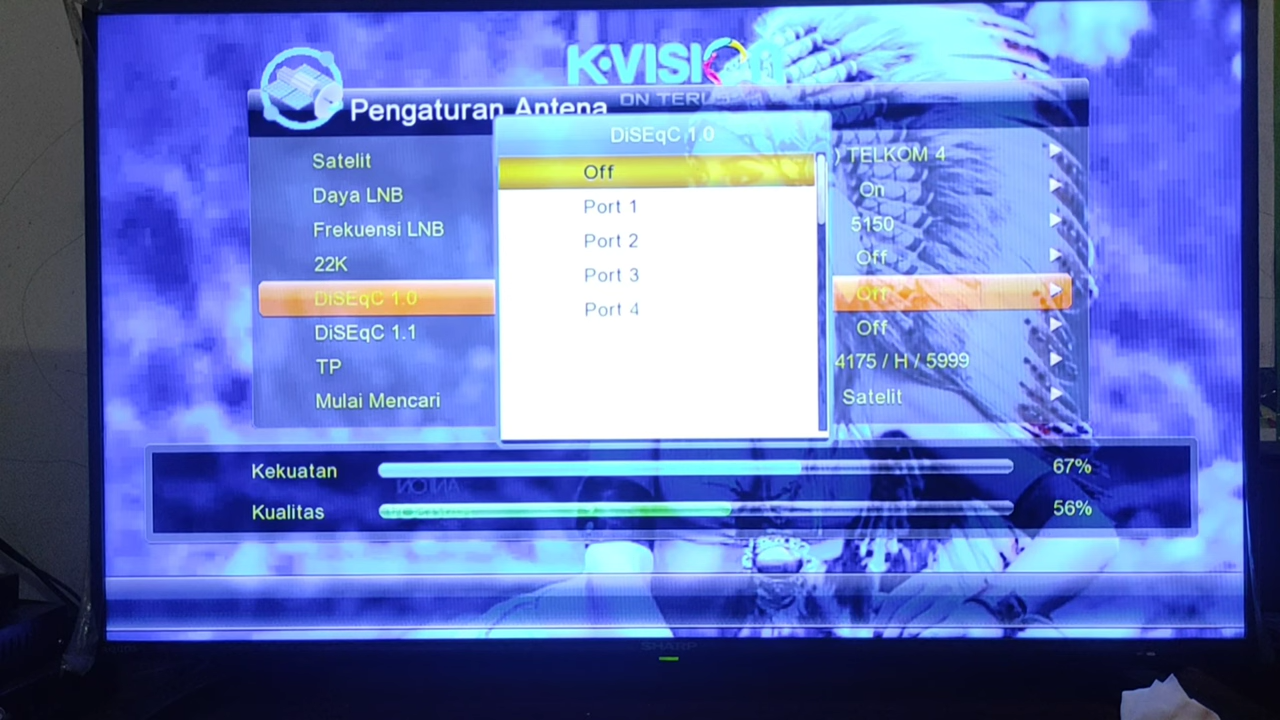 K-VISION
Pengaturan Antena
DiSEqC 1.0
Satelit
) TELKOM 4
Daya LNB
On
Frekuensi LNB
5150
22K
Off
DiSEqC 1.0
Off
DiSEqC 1.1
Off
TP
4175 / H / 5999
Mulai Mencari
Satelit
Off
Port 1
Port 2
Port 3
Port 4
Kekuatan
67%
Kualitas
56%
SHARP